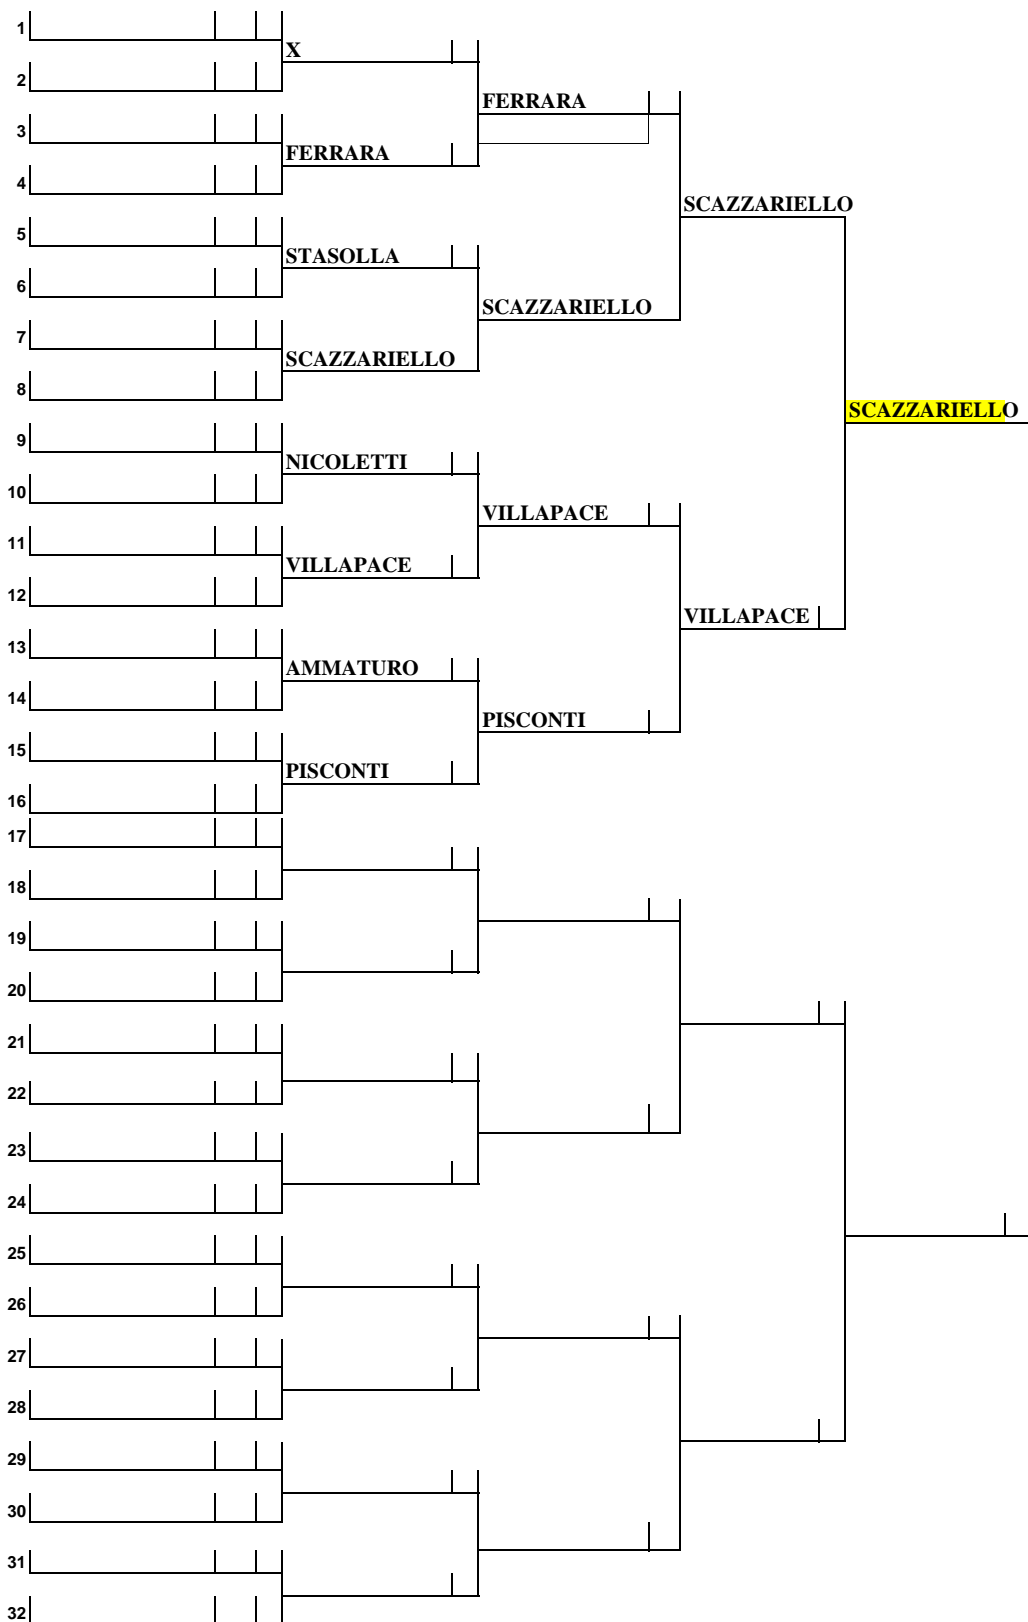 1
X
2
FERRARA
3
FERRARA
4
SCAZZARIELLO
5
STASOLLA
6
SCAZZARIELLO
7
SCAZZARIELLO
8
SCAZZARIELLO
9
NICOLETTI
10
VILLAPACE
11
VILLAPACE
12
VILLAPACE
13
AMMATURO
14
PISCONTI
15
PISCONTI
16
17
18
19
20
21
22
23
24
25
26
27
28
29
30
31
32